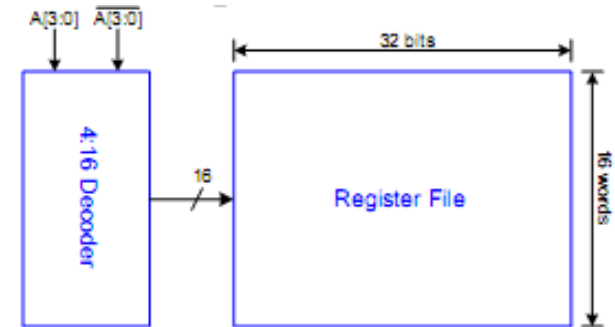 A[3:0] A̅[̅3̅:̅0̅]̅
32 bits
4:16 Decoder
16
Register File
16 words